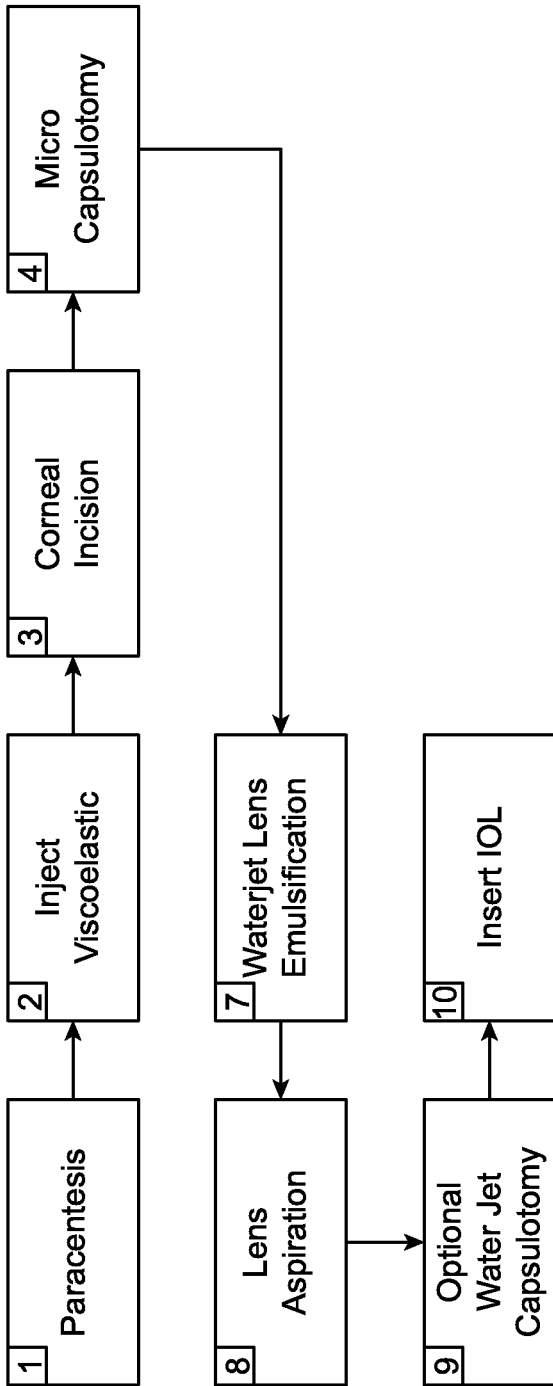 1
Paracentesis
2
Inject
Viscoelastic
3
Corneal
Incision
4
Micro
Capsulotomy
7
Waterjet Lens
Emulsification
8
Lens
Aspiration
9
Optional
Water Jet
Capsulotomy
10
Insert IOL